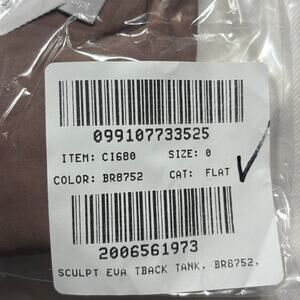 099107733525
ITEM: CI680 SIZE: 0
COLOR: BR8752 CAT: FLAT
2006561973
SCULPT EVA TBACK TANK. BR8752.